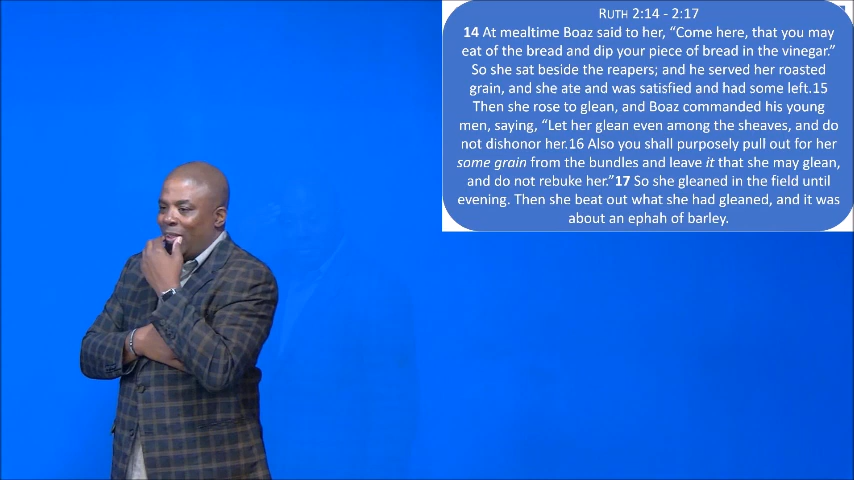 RUTH 2:14 - 2:17
14 At mealtime Boaz said to her, “Come here, that you may
eat of the bread and dip your piece of bread in the vinegar.”
So she sat beside the reapers; and he served her roasted
grain, and she ate and was satisfied and had some left.15
Then she rose to glean, and Boaz commanded his young
men, saying, “Let her glean even among the sheaves, and do
not dishonor her.16 Also you shall purposely pull out for her
some grain from the bundles and leave it that she may glean,
and do not rebuke her.”17 So she gleaned in the field until
evening. Then she beat out what she had gleaned, and it was
about an ephah of barley.